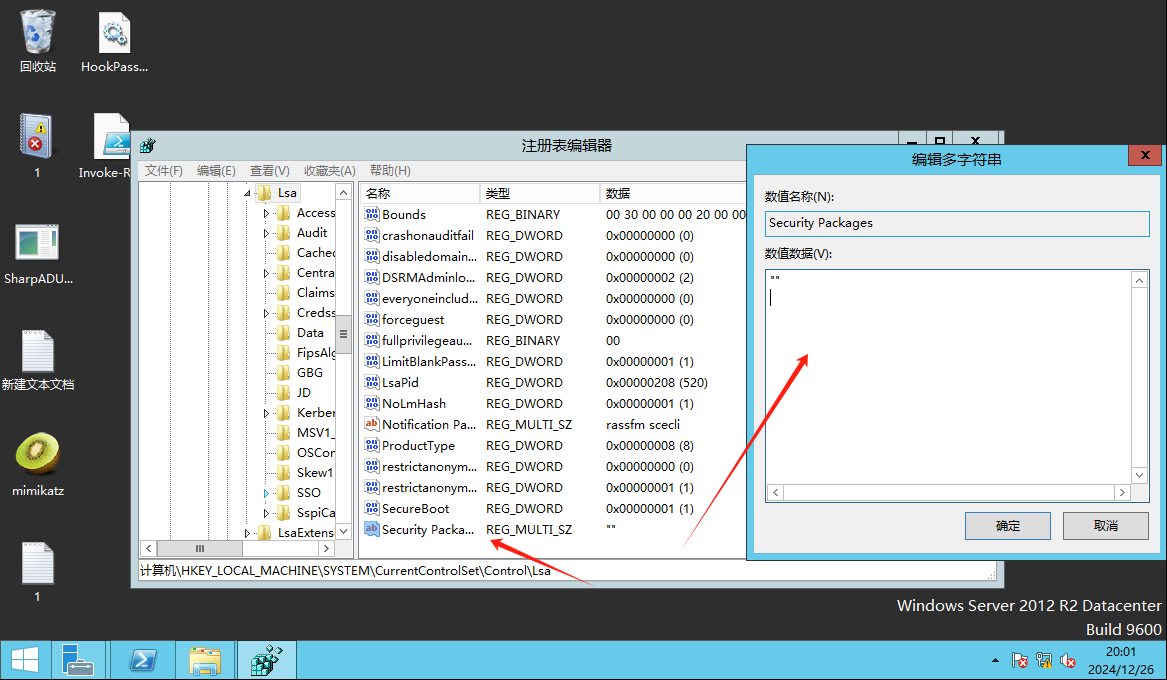 回收站
HookPass...
1
Invoke-R
SharpADU...
新建文本文档
mimikatz
1
注册表编辑器
文件(F) 编辑(E) 查看(V) 收藏夹(A) 帮助(H)
Lsa
Access
Audit
Cached
Centra
Claims
Credss
Data
FipsAlg
GBG
JD
Kerber
MSV1_
OSCon
Skew1
SSO
SspiCa
LsaExtens
名称 类型 数据
Bounds REG_BINARY 00 30 00 00 00 20 00 00
crashonauditfail REG_DWORD 0x00000000 (0)
disabledomain... REG_DWORD 0x00000000 (0)
DSRMAdminlo... REG_DWORD 0x00000002 (2)
everyoneinclud... REG_DWORD 0x00000000 (0)
forceguest REG_DWORD 0x00000000 (0)
fullprivilegeau... REG_BINARY 00
LimitBlankPass... REG_DWORD 0x00000001 (1)
LsaPid REG_DWORD 0x00000208 (520)
NoLmHash REG_DWORD 0x00000001 (1)
Notification Pa... REG_MULTI_SZ rassfm scecli
ProductType REG_DWORD 0x00000008 (8)
restrictanonym... REG_DWORD 0x00000000 (0)
restrictanonym... REG_DWORD 0x00000001 (1)
SecureBoot REG_DWORD 0x00000001 (1)
Security Packa... REG_MULTI_SZ ""
计算机\HKEY_LOCAL_MACHINE\SYSTEM\CurrentControlSet\Control\Lsa
编辑多字符串
数值名称(N):
Security Packages
数值数据(V):
""
确定 取消
Windows Server 2012 R2 Datacenter
Build 9600
20:01
2024/12/26